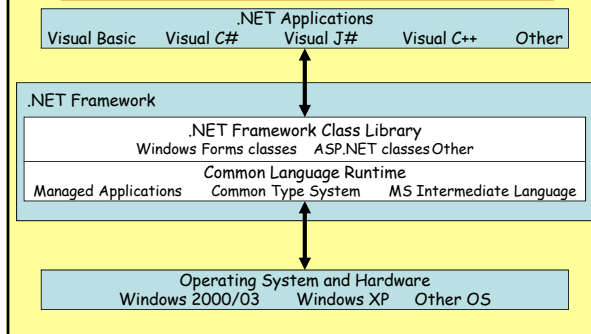 .NET Applications
Visual Basic Visual C# Visual J# Visual C++ Other
.NET Framework
.NET Framework Class Library
Windows Forms classes ASP.NET classes Other
Common Language Runtime
Managed Applications Common Type System MS Intermediate Language
Operating System and Hardware
Windows 2000/03 Windows XP Other OS